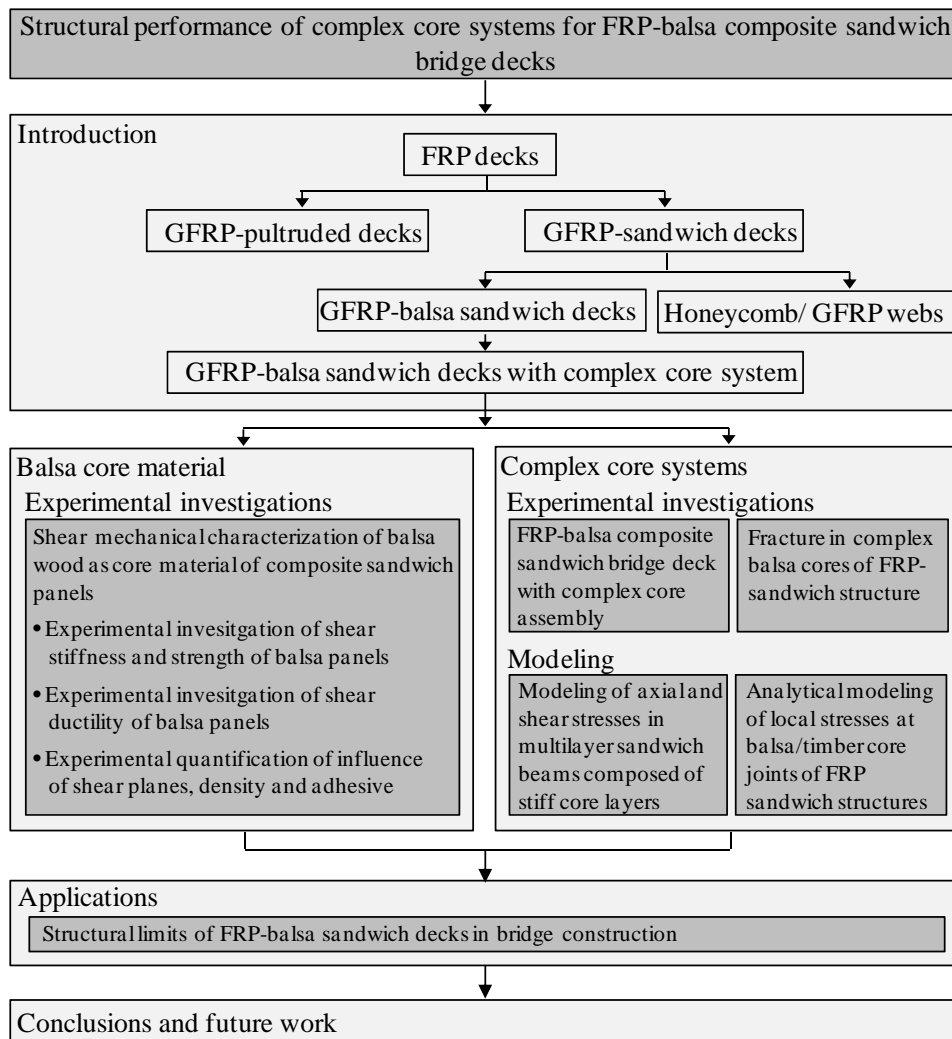 Structural performance of complex core systems for FRP-balsa composite sandwich
bridge decks
Introduction
FRP decks
GFRP-pultruded decks
GFRP-sandwich decks
GFRP-balsa sandwich decks
Honeycomb/ GFRP webs
GFRP-balsa sandwich decks with complex core system
Balsa core material
Experimental investigations
Shear mechanical characterization of balsa
wood as core material of composite sandwich
panels
• Experimental invesitgation of shear
stiffness and strength of balsa panels
• Experimental invesitgation of shear
ductility of balsa panels
• Experimental quantification of influence
of shear planes, density and adhesive
Complex core systems
Experimental investigations
FRP-balsa composite
sandwich bridge deck
with complex core
assembly
Fracture in complex
balsa cores of FRP-
sandwich structure
Modeling
Modeling of axial and
shear stresses in
multilayer sandwich
beams composed of
stiff core layers
Analytical modeling
of local stresses at
balsa/timber core
joints of FRP
sandwich structures
Applications
Structural limits of FRP-balsa sandwich decks in bridge construction
Conclusions and future work